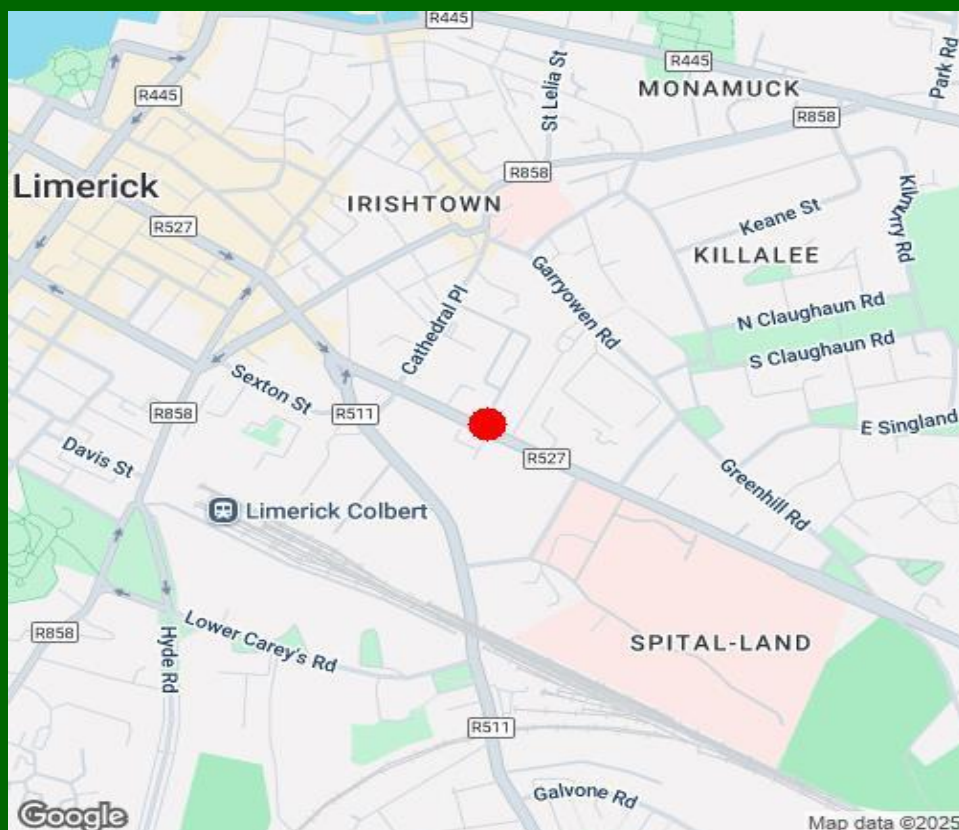 R445
R445
Park Rd
St Lelia St
MONAMUCK
R445
R858
R858
Limerick
IRISHTOWN
Keane St
R527
KILLALEE
Garryowen Rd
Cathedral Pl
N Claughaun Rd
S Claughaun Rd
Sexton St
R858
R511
E Singland
Davis St
R527
Greenhill Rd
Limerick Colbert
R858
Hyde Rd
Lower Carey's Rd
SPITAL-LAND
R511
Galvone Rd
Google
Map data ©2025